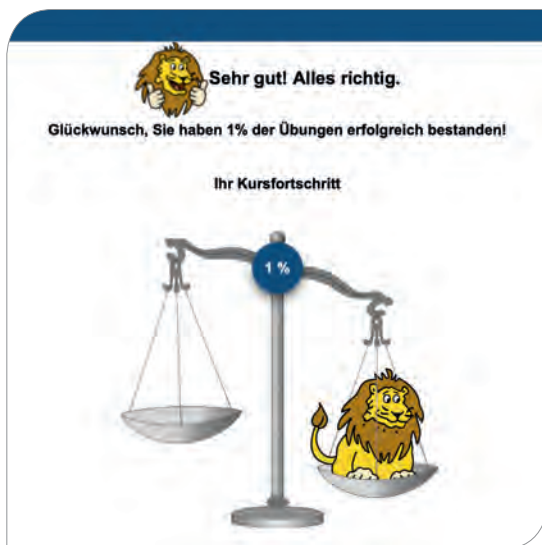 Sehr gut! Alles richtig.
Glückwunsch, Sie haben 1% der Übungen erfolgreich bestanden!
Ihr Kursfortschritt
1 %